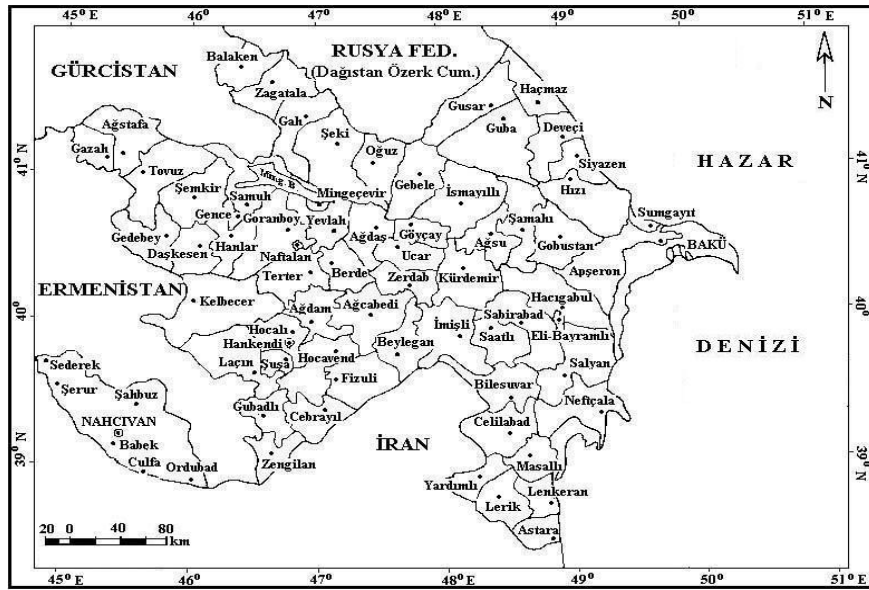 45° E
46° E
47° E
48° E
49° E
50° E
Balaken
RUSYA FED.
GÜRCİSTAN
(Dağıstan Özerk Cum.)
Zagatala
Haçmaz
Gusar
N
Gah
Guba
Ağstafa
Şeki
Deveçi
Oğuz
Gazah
Siyazen
41° N
41° N
HAZAR
Tovuz
Gebele
Hızı
Şemkir
Mingeçevir
İsmayıllı
Samuh
Gence
Goranboy
Yevlah
Şamahı
Sumgayıt
Gedebey
Ağdaş
Göyçay
Ağsu
Hanlar
Gobustan
BAKÜ
Daşkesen
Naftalan
Ucar
Terter
Berde
Zerdab
Kürdemir
Apşeron
ERMENİSTAN
Kelbecer
Ağcabedi
Hacıgabul
40° N
40° N
Ağdam
Sabirabad
Hocalı
İmişli
Eli-Bayramlı
Hankendi
Saatlı
DENİZİ
Beylegan
Hocavend
Laçın
Şuşa
Salyan
Sederek
Fizuli
Bilesuvar
Şerur
Şahbuz
Neftçala
Gubadlı
Cebrayıl
NAHCIVAN
Celilabad
İRAN
Babek
39° N
39° N
Culfa
Ordubad
Zengilan
Masallı
Yardımlı
Lenkeran
Lerik
Astara
20 0 40 80
km
45° E
46° E
47° E
48° E
49° E
50° E
51° E